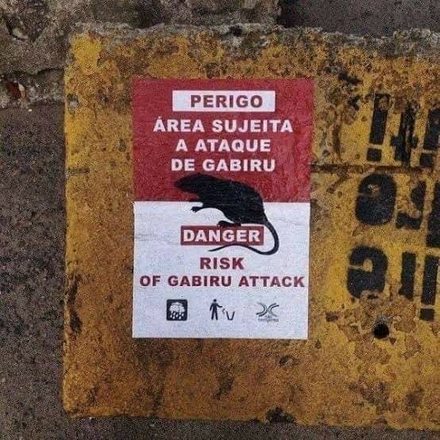 PERIGO
ÁREA SUJEITA
A ATAQUE
DE GABIRU
DANGER
RISK
OF GABIRU ATTACK